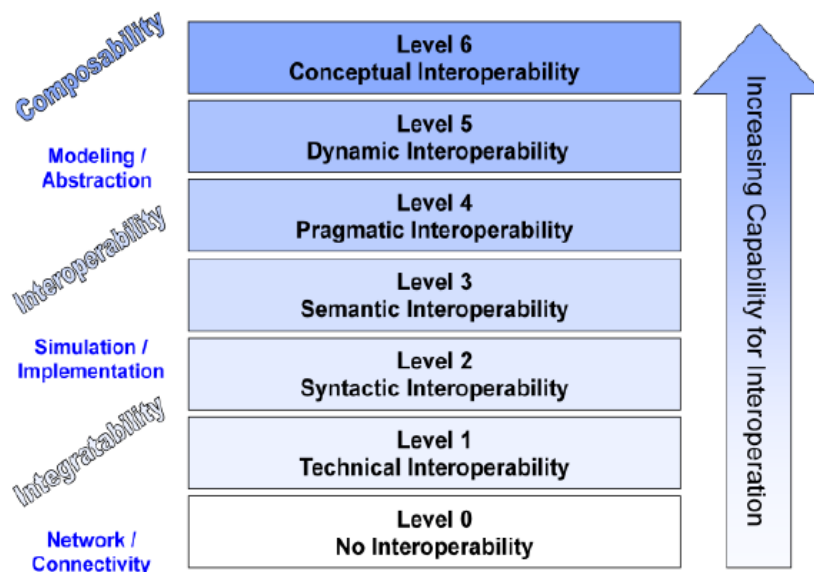 Composability
Level 6
Conceptual Interoperability
Modeling /
Abstraction
Level 5
Dynamic Interoperability
Interoperability
Level 4
Pragmatic Interoperability
Level 3
Semantic Interoperability
Simulation /
Implementation
Level 2
Syntactic Interoperability
Integratability
Level 1
Technical Interoperability
Network /
Connectivity
Level 0
No Interoperability
Increasing Capability for Interoperation